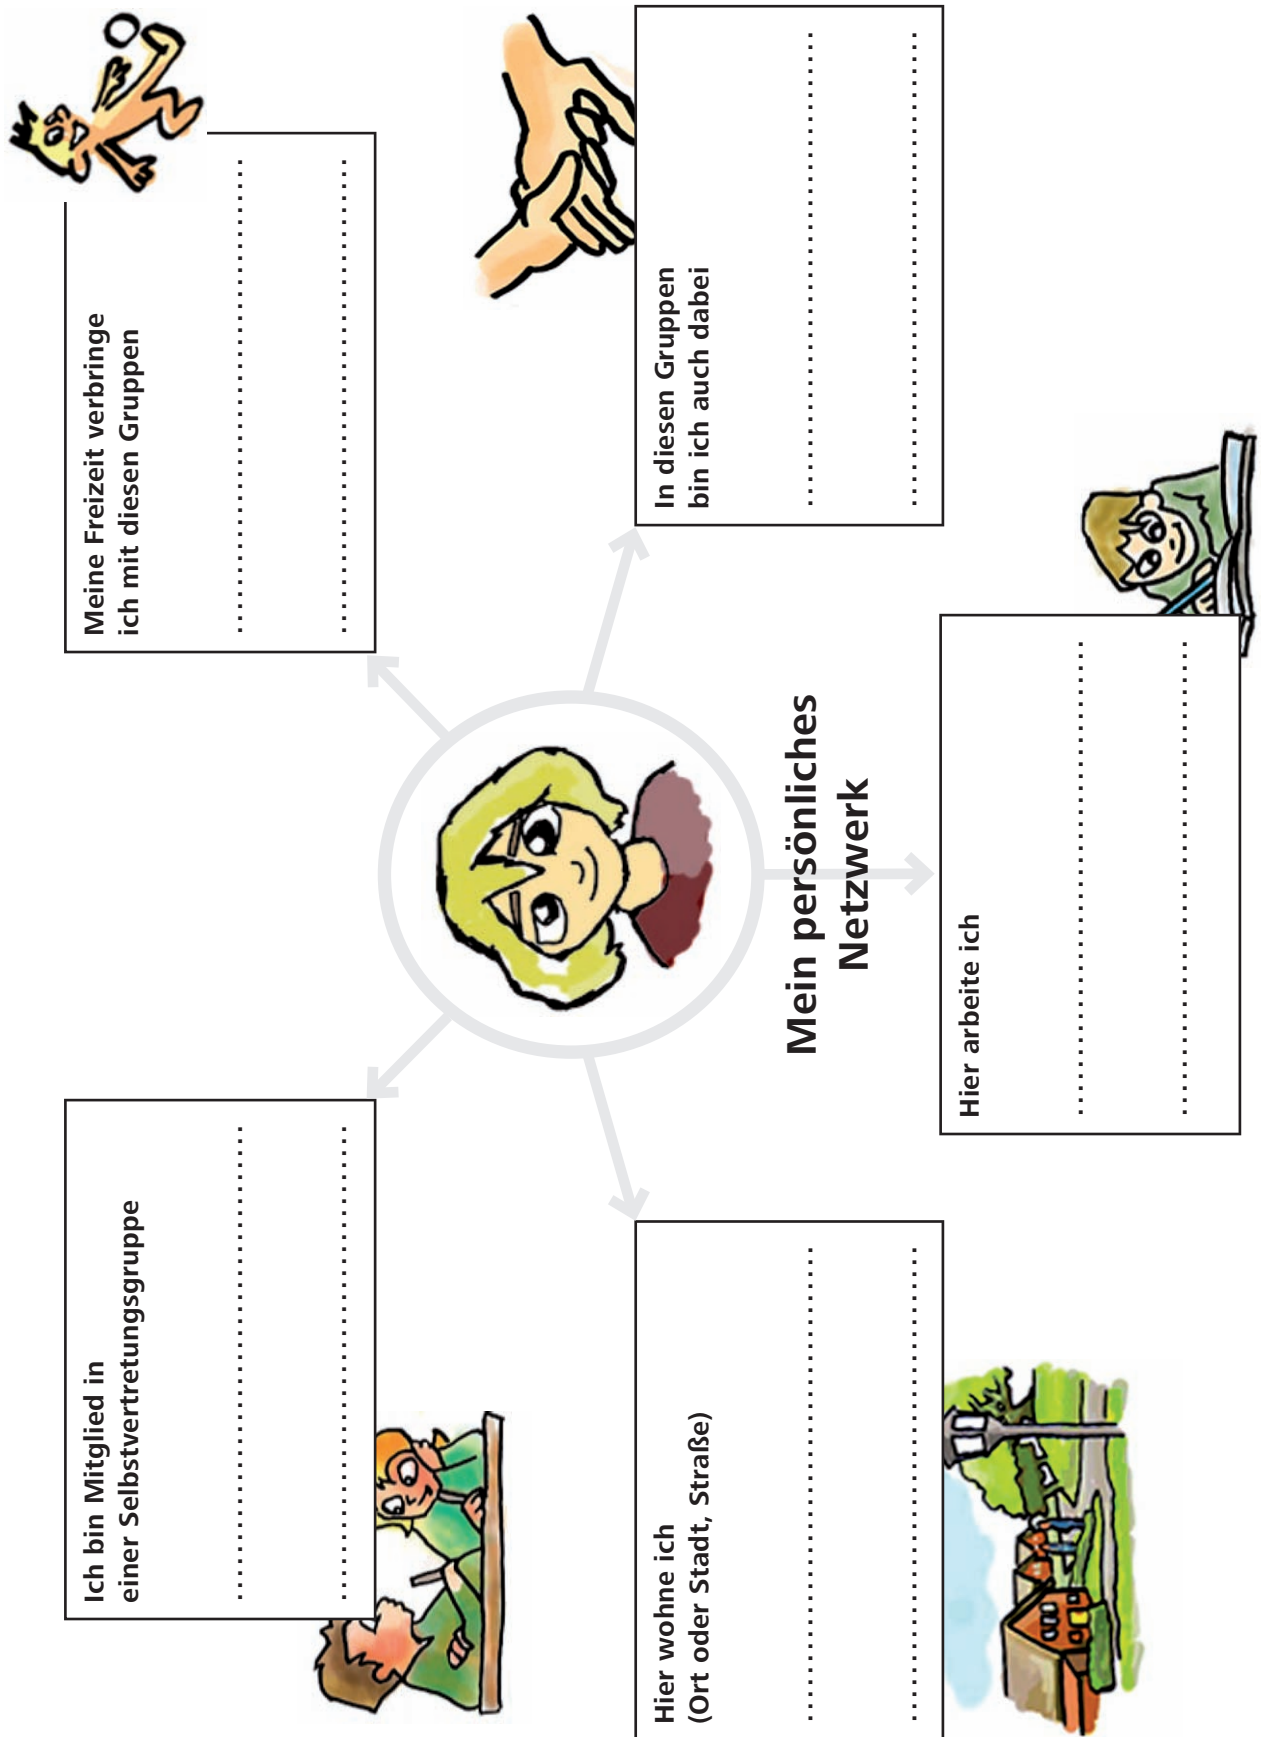 Ich bin Mitglied in
einer Selbstvertretungsgruppe
Meine Freizeit verbringe
ich mit diesen Gruppen
Hier wohne ich
(Ort oder Stadt, Straße)
Mein persönliches
Netzwerk
In diesen Gruppen
bin ich auch dabei
Hier arbeite ich